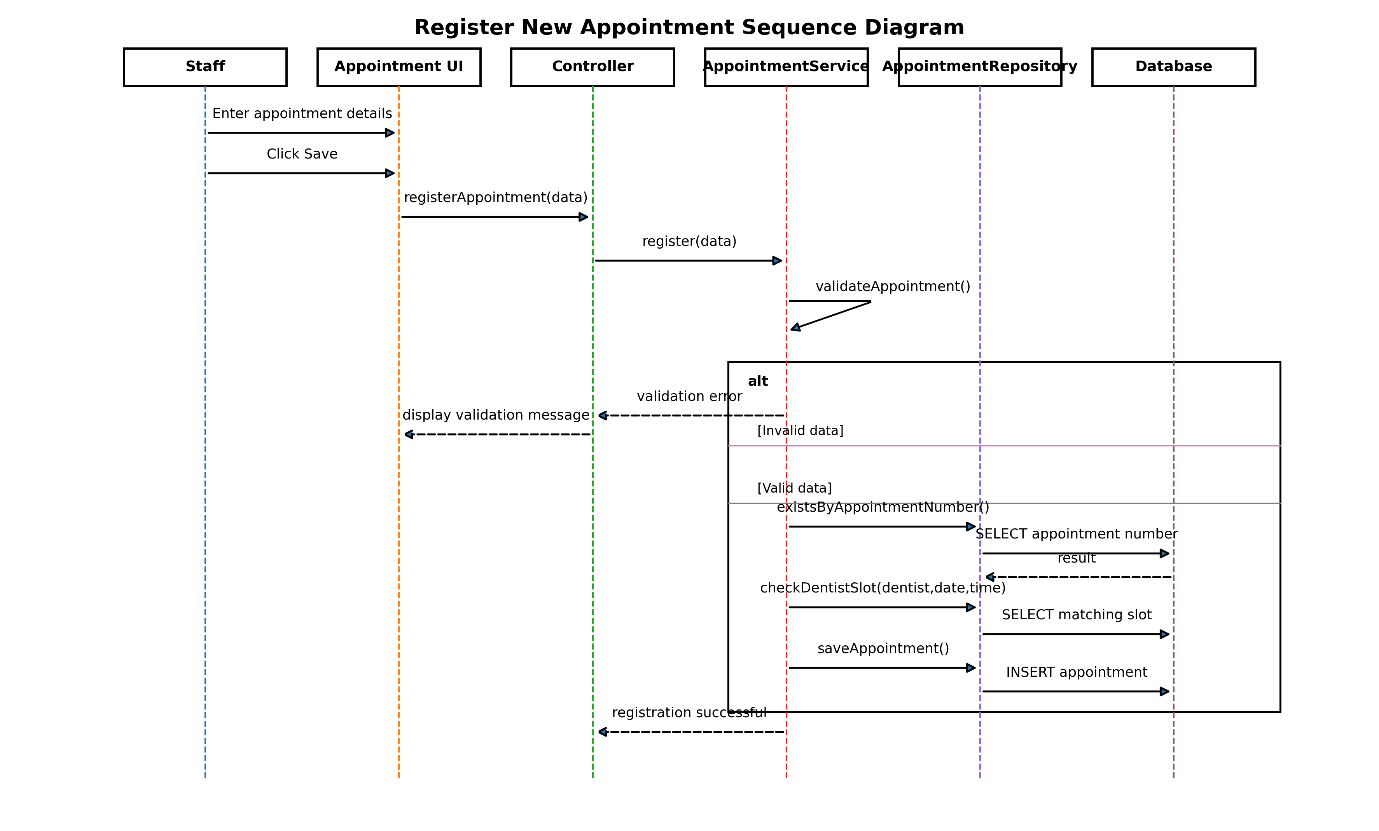 Register New Appointment Sequence Diagram
Staff
Appointment UI
Controller
AppointmentService
AppointmentRepository
Database
Enter appointment details
Click Save
registerAppointment(data)
register(data)
validateAppointment()
alt
validation error
display validation message
[Invalid data]
[Valid data]
existsByAppointmentNumber()
SELECT appointment number
result
checkDentistSlot(dentist,date,time)
SELECT matching slot
saveAppointment()
INSERT appointment
registration successful